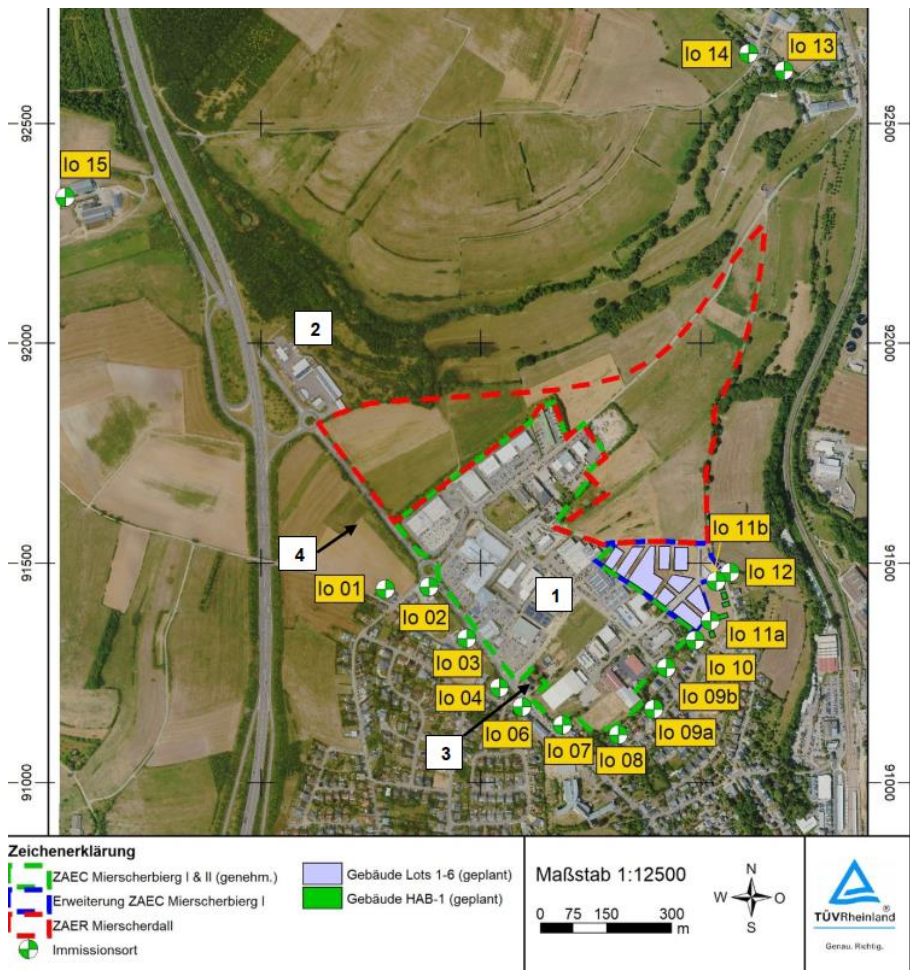 Io 14
Io 13
92500
92500
Io 15
2
92000
92000
Io 11b
4
91500
1
91500
Io 01
Io 12
Io 02
Io 11a
Io 03
Io 10
Io 04
Io 09b
Io 06
Io 09a
3
Io 07
Io 08
91000
91000
Zeichenerklärung
ZAEC Mierscherbierg I & II (genehm.)
Erweiterung ZAEC Mierscherbierg I
ZAER Mierscherdall
Immissionsort
Gebäude Lots 1-6 (geplant)
Gebäude HAB-1 (geplant)
Maßstab 1:12500
0 75 150 300
m
N
W O
S
TÜVRheinland
Genau. Richtig.